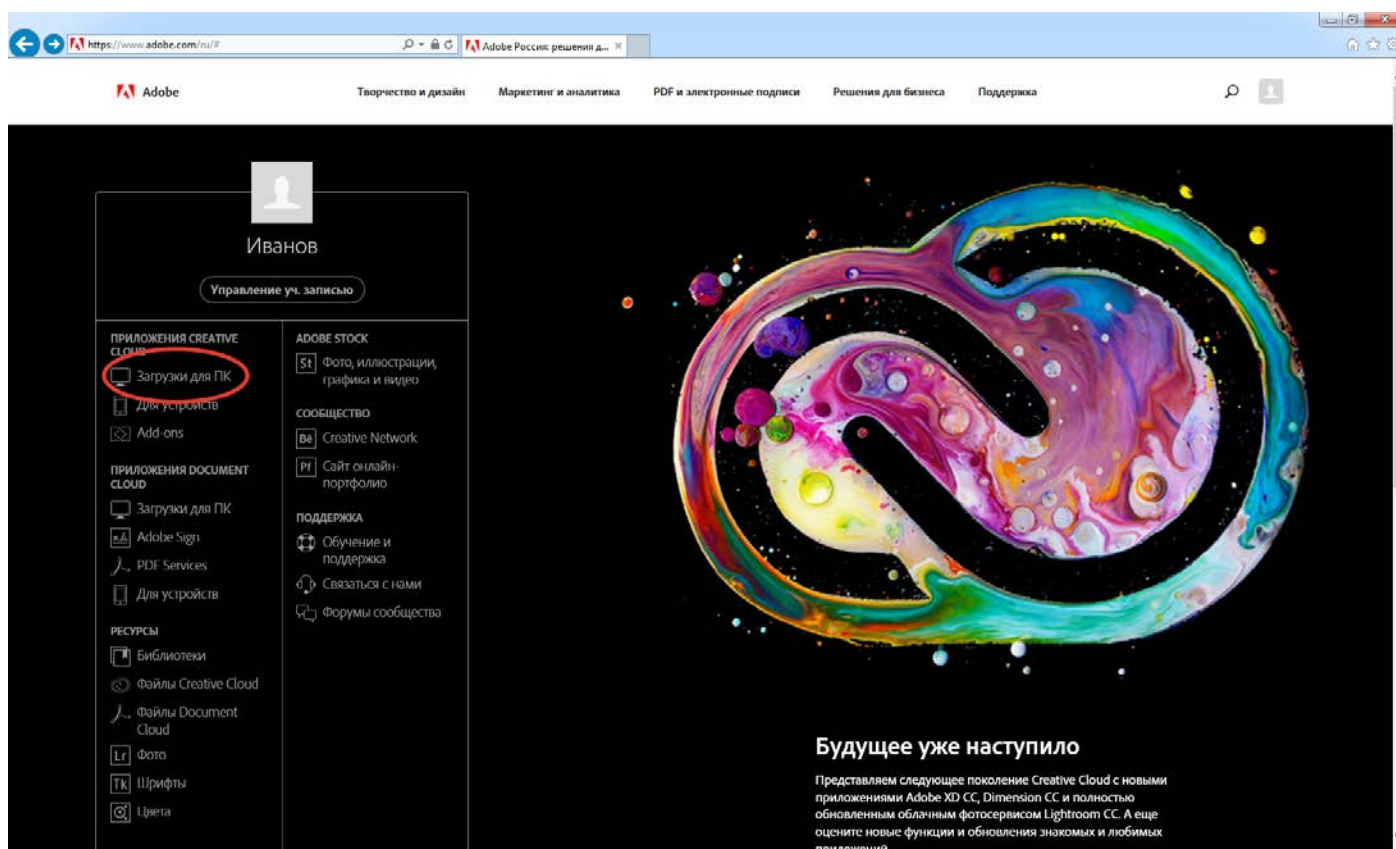 https://www.adobe.com/ru/#
Adobe Россия: решения д...
Adobe
Творчество и дизайн
Маркетинг и аналитика
PDF и электронные подписи
Решения для бизнеса
Поддержка
Иванов
Управление уч. записью
ПРИЛОЖЕНИЯ CREATIVE
CLOUD
Загрузки для ПК
Для устройств
Add-ons
ПРИЛОЖЕНИЯ DOCUMENT
CLOUD
Загрузки для ПК
Adobe Sign
PDF Services
Для устройств
РЕСУРСЫ
Библиотеки
Файлы Creative Cloud
Файлы Document
Cloud
Lr Фото
Tk Шрифты
Цвета
ADOBE STOCK
St Фото, иллюстрации,
графика и видео
СООБЩЕСТВО
Bē Creative Network
Pf Сайт онлайн-
портфолио
ПОДДЕРЖКА
Обучение и
поддержка
Связаться с нами
Форумы сообщества
Будущее уже наступило
Представляем следующее поколение Creative Cloud с новыми
приложениями Adobe XD CC, Dimension CC и полностью
обновленным облачным фотосервисом Lightroom CC. А еще
оцените новые функции и обновления знакомых и любимых
приложений.